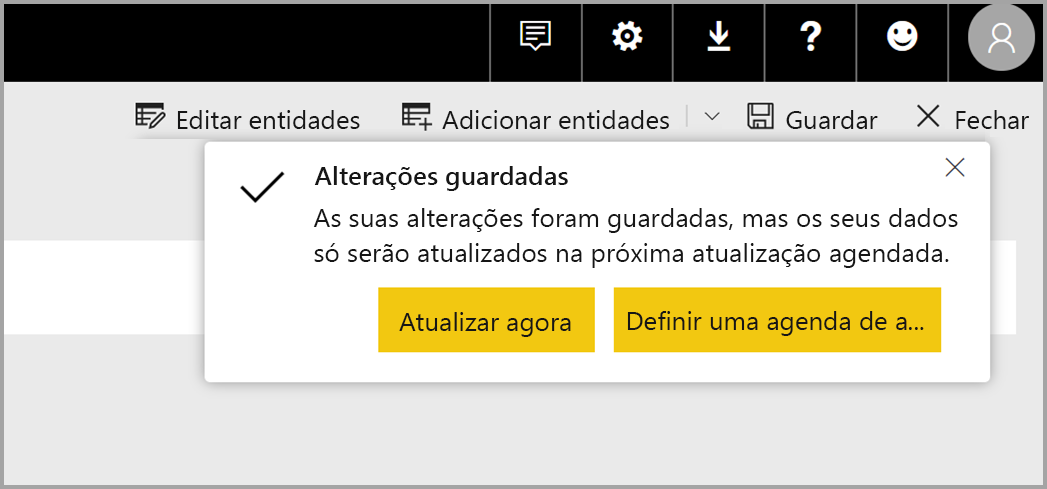 Editar entidades Adicionar entidades Guardar Fechar
Alterações guardadas
As suas alterações foram guardadas, mas os seus dados
só serão atualizados na próxima atualização agendada.
Atualizar agora Definir uma agenda de a...